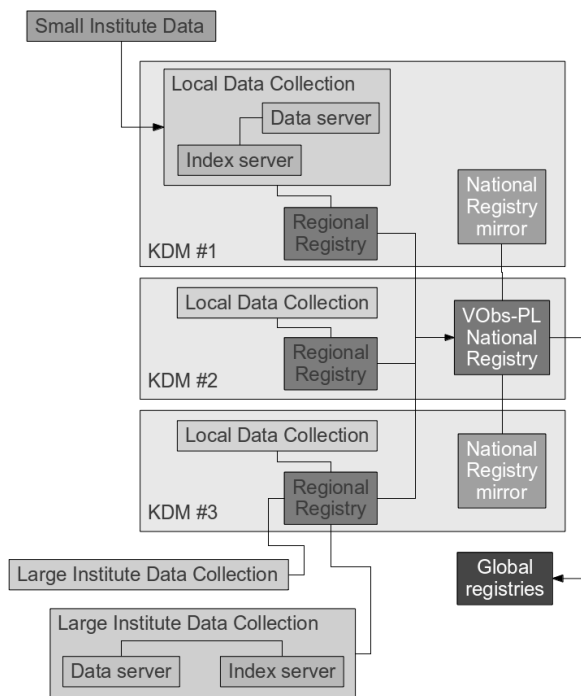 Small Institute Data
Local Data Collection
Data server
Index server
National
Registry
mirror
Regional
Registry
KDM #1
Local Data Collection
VObs-PL
National
Registry
Regional
Registry
KDM #2
Local Data Collection
National
Registry
mirror
Regional
Registry
KDM #3
Large Institute Data Collection
Global
registries
Large Institute Data Collection
Data server
Index server